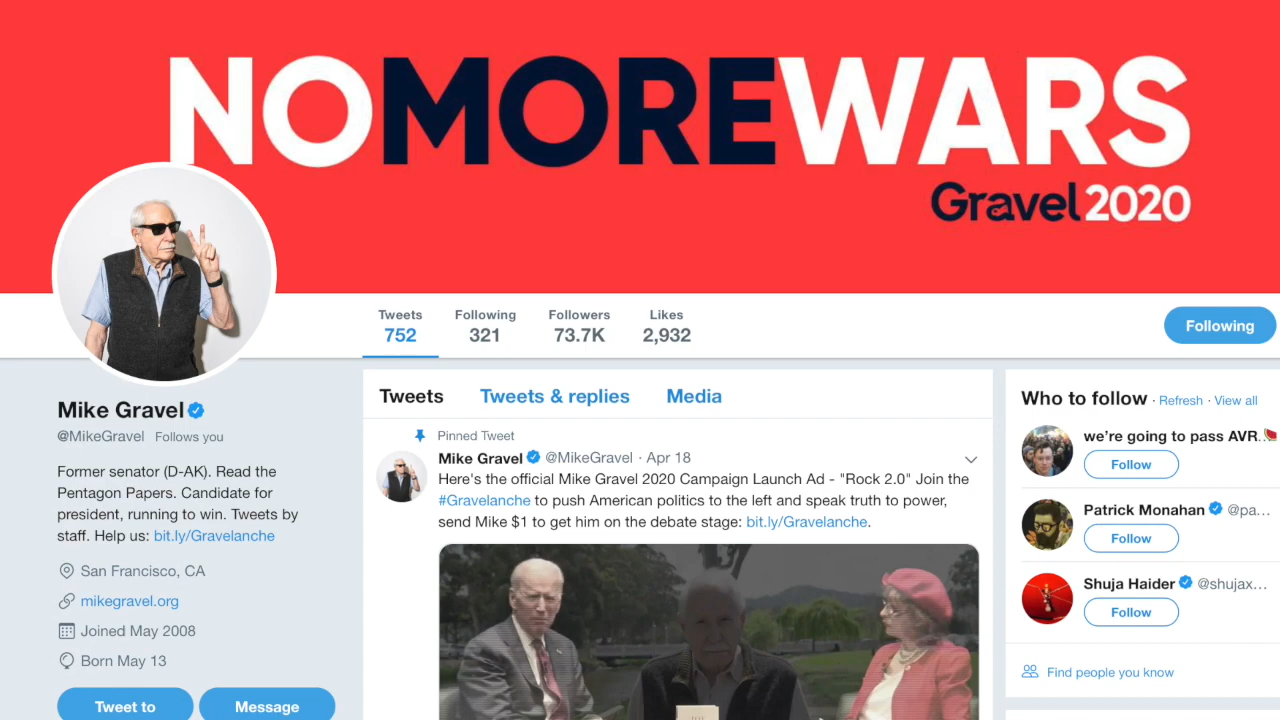 NOMOREWARS
Gravel2020
Tweets
752
Following
321
Followers
73.7K
Likes
2,932
Following
Mike Gravel
@MikeGravel Follows you
Former senator (D-AK). Read the
Pentagon Papers. Candidate for
president, running to win. Tweets by
staff. Help us: bit.ly/Gravelanche
San Francisco, CA
mikegravel.org
Joined May 2008
Born May 13
Tweet to
Message
Tweets
Tweets & replies
Media
Pinned Tweet
Mike Gravel @MikeGravel · Apr 18
Here's the official Mike Gravel 2020 Campaign Launch Ad - "Rock 2.0" Join the
#Gravelanche to push American politics to the left and speak truth to power,
send Mike $1 to get him on the debate stage: bit.ly/Gravelanche.
Who to follow · Refresh · View all
we're going to pass AVR...
Follow
Patrick Monahan @pa...
Follow
Shuja Haider @shujax...
Follow
Find people you know